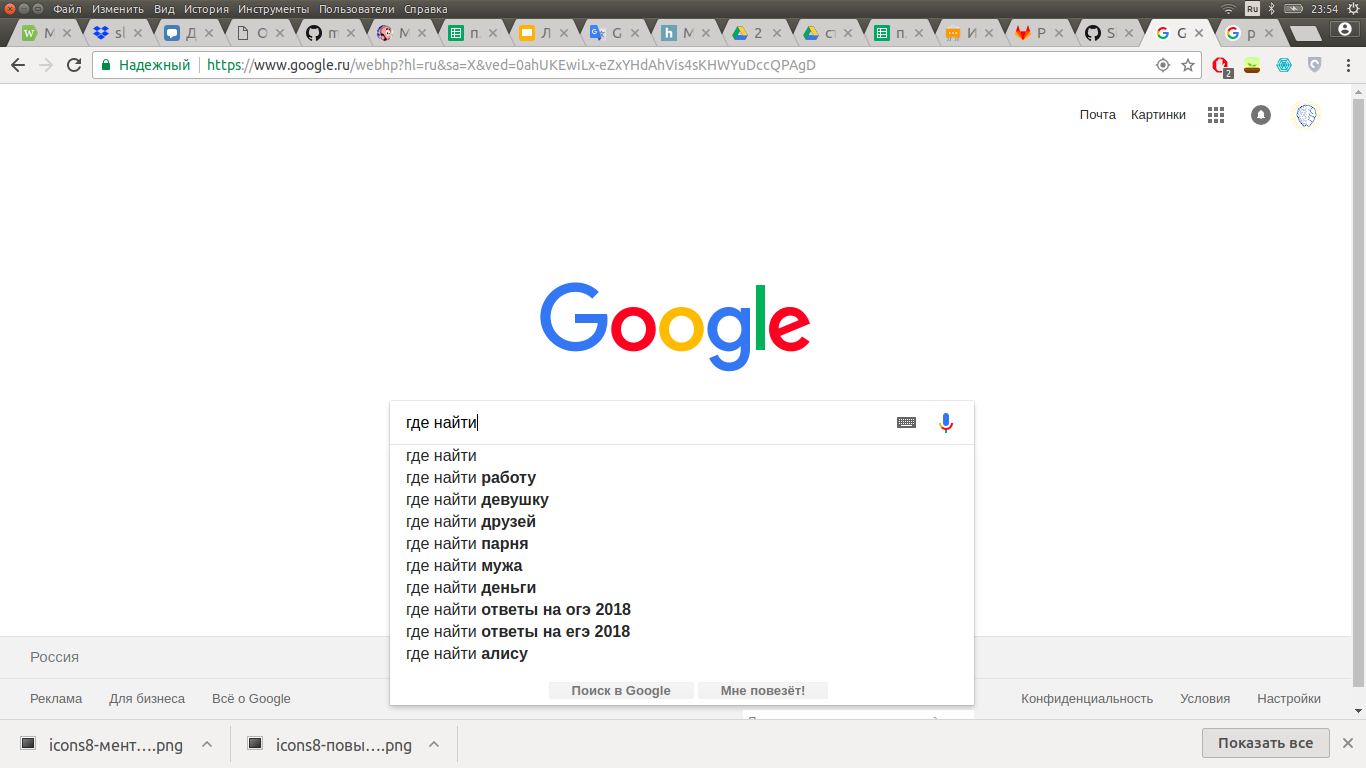 Файл Изменить Вид История Инструменты Пользователи Справка
Ru 23:54
Надежный https://www.google.ru/webhp?hl=ru&sa=X&ved=0ahUKEwiLx-eZxYHdAhVis4sKHWYuDccQPAgD
2
Почта Картинки
Google
где найти
где найти
где найти работу
где найти девушку
где найти друзей
где найти парня
где найти мужа
где найти деньги
где найти ответы на огэ 2018
где найти ответы на егэ 2018
где найти алису
Поиск в Google Мне повезёт!
Россия
Реклама Для бизнеса Всё о Google Конфиденциальность Условия Настройки
icons8-мент....png icons8-повы....png Показать все